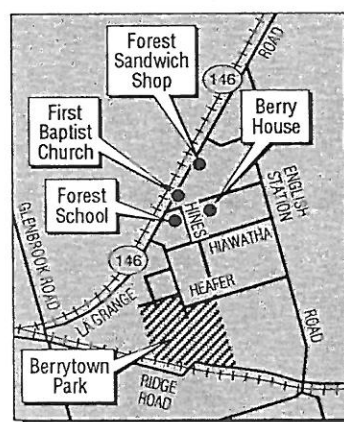 Forest
Sandwich
Shop
ROAD
146
First
Baptist
Church
Berry
House
Forest
School
HINES
ENGLISH
STATION
GLENBROOK ROAD
HIAWATHA
146
HEAFER
LA GRANGE
ROAD
Berrytown
Park
RIDGE
ROAD